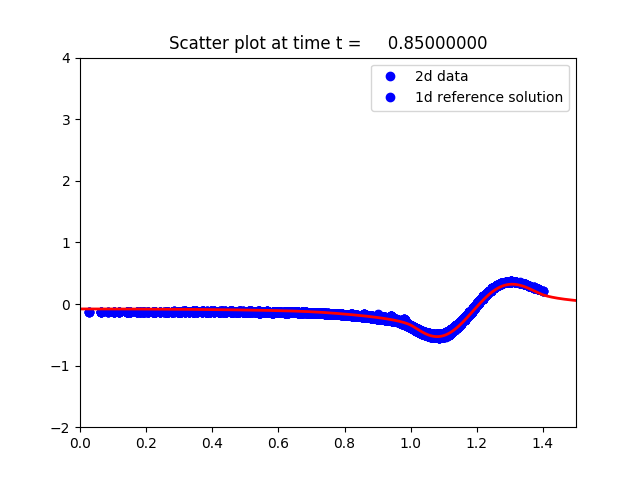 Scatter plot at time t =     0.85000000
2d data
1d reference solution
4
3
2
1
0
−1
−2
0.0 0.2 0.4 0.6 0.8 1.0 1.2 1.4